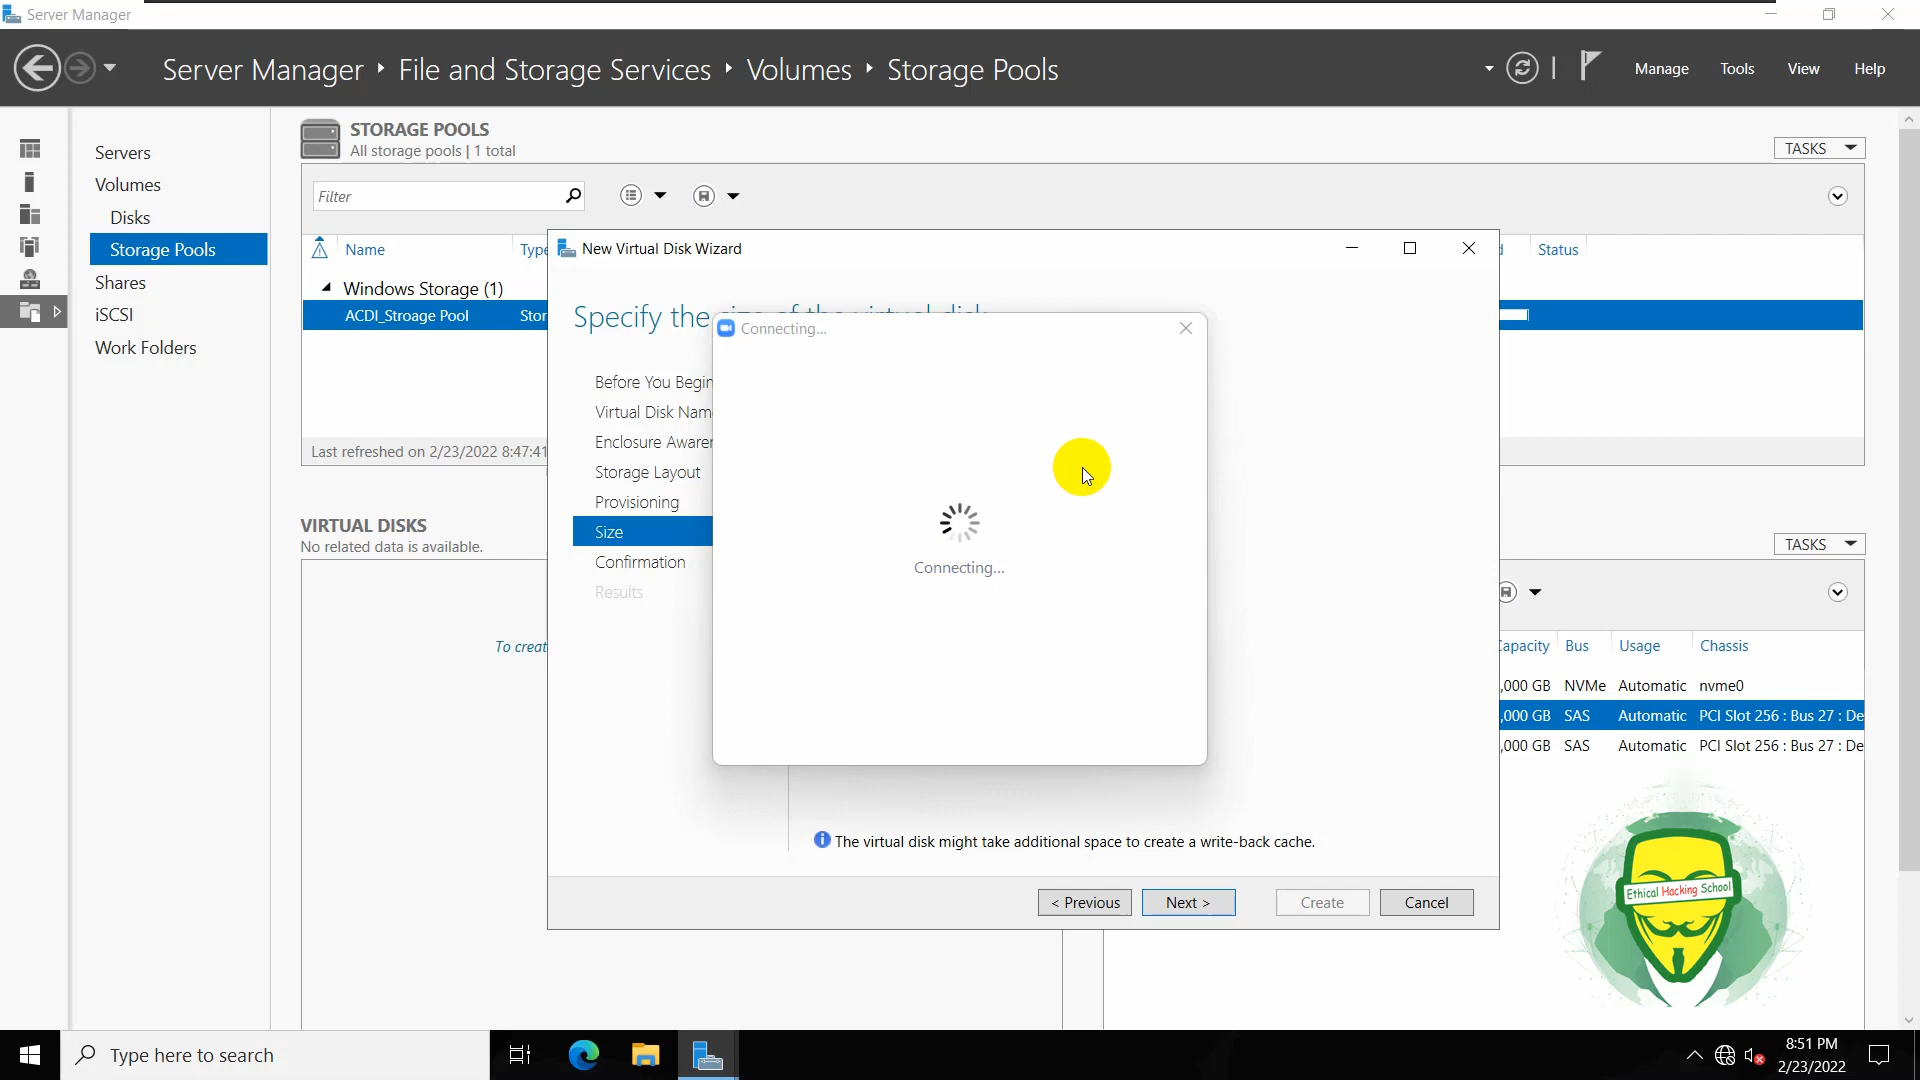 Server Manager
Server Manager ‣ File and Storage Services ‣ Volumes ‣ Storage Pools
Manage Tools View Help
Servers
Volumes
Disks
Storage Pools
Shares
iSCSI
Work Folders
STORAGE POOLS
All storage pools | 1 total
TASKS
Filter
Name Type Status
Windows Storage (1)
ACDI_Stroage Pool Stor
Last refreshed on 2/23/2022 8:47:41
VIRTUAL DISKS
No related data is available.
To creat
TASKS
Capacity Bus Usage Chassis
,000 GB NVMe Automatic nvme0
,000 GB SAS Automatic PCI Slot 256 : Bus 27 : De
,000 GB SAS Automatic PCI Slot 256 : Bus 27 : De
New Virtual Disk Wizard
Specify the size of the virtual disk
Before You Begin
Virtual Disk Nam
Enclosure Awaren
Storage Layout
Provisioning
Size
Confirmation
Results
Connecting...
Connecting...
The virtual disk might take additional space to create a write-back cache.
< Previous Next > Create Cancel
Ethical Hacking School
Type here to search
8:51 PM
2/23/2022